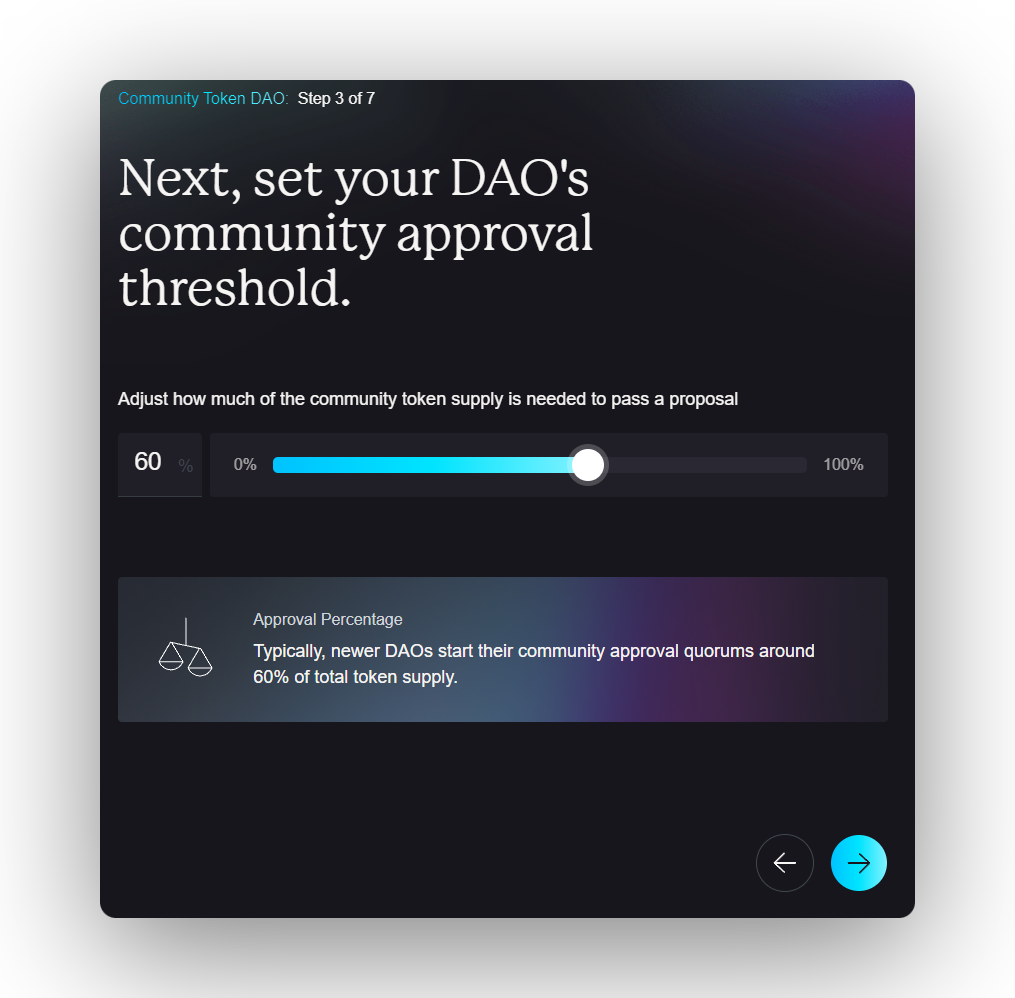 Community Token DAO: Step 3 of 7
Next, set your DAO's
community approval
threshold.
Adjust how much of the community token supply is needed to pass a proposal
60 % 0% 100%
Approval Percentage
Typically, newer DAOs start their community approval quorums around
60% of total token supply.